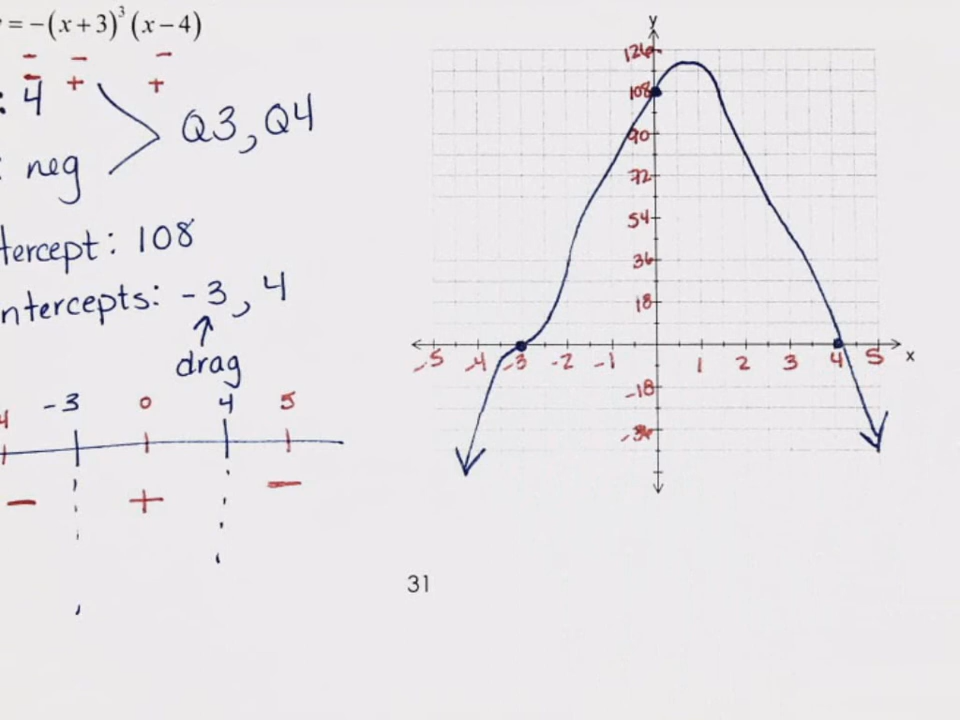 = -(x+3)³(x-4)
- - -
- + +
: 4
: neg
Q3, Q4
tercept: 108
ntercepts: -3, 4
↑
drag
4 -3 0 4 5
- + -
y
126
108
90
72
54
36
18
-5 -4 -3 -2 -1 1 2 3 4 5 x
-18
-36
31